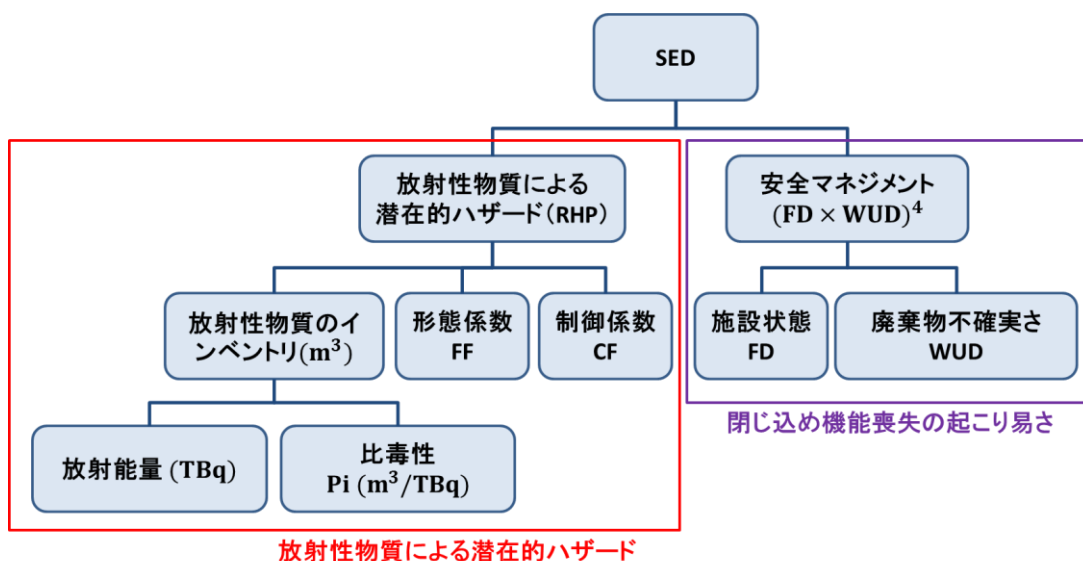 SED
放射性物質による
潜在的ハザード(RHP)
安全マネジメント
(FD × WUD)⁴
放射性物質のイ
ンベントリ(m³)
形態係数
FF
制御係数
CF
施設状態
FD
廃棄物不確実さ
WUD
閉じ込め機能喪失の起こり易さ
放射能量 (TBq)
比毒性
Pi (m³/TBq)
放射性物質による潜在的ハザード